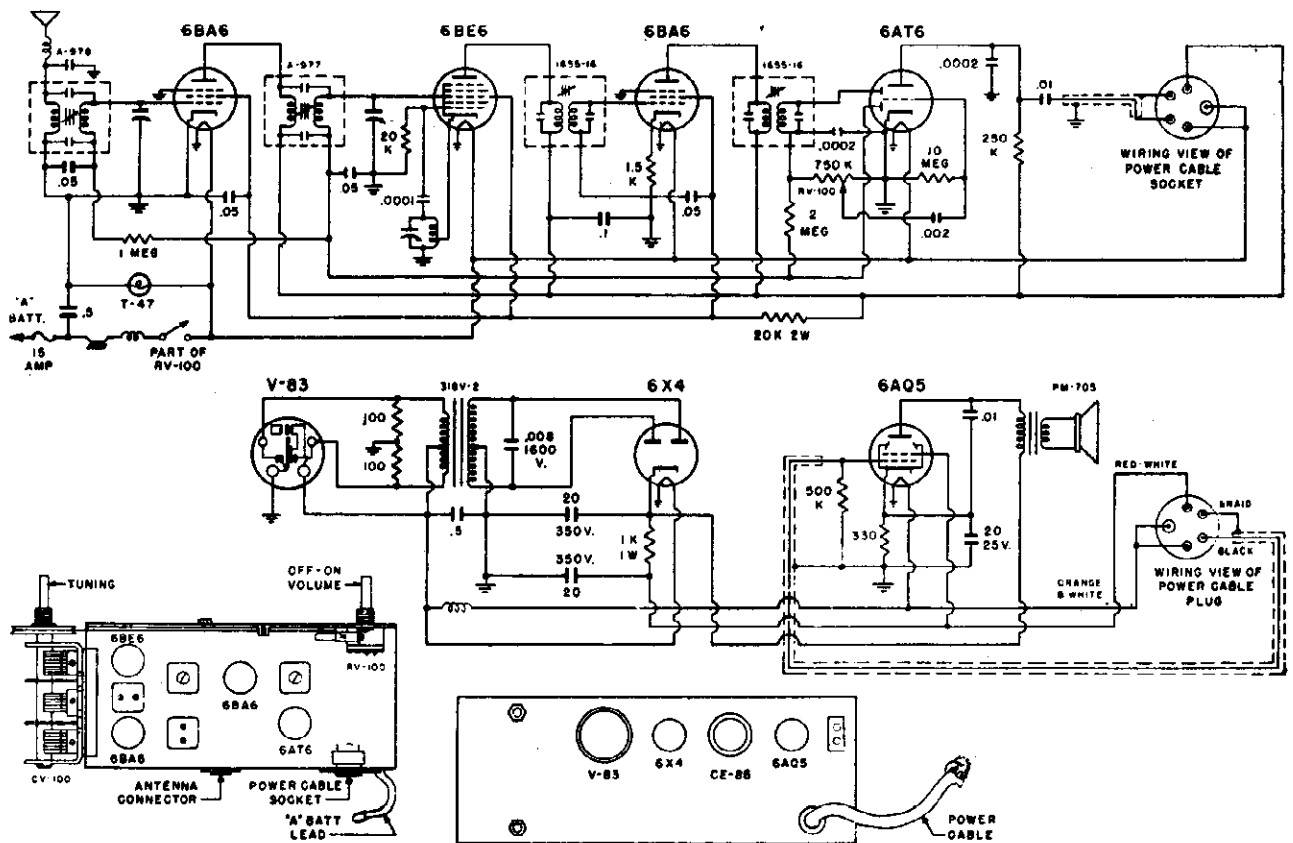 6BA6
6BE6
6BA6
6AT6
A-978
A-977
1655-16
1655-16
.0002
.01
20
K
.0001
.05
.05
.05
1 MEG
1.5
K
.05
.1
.0002
750 K
RV-100
10
MEG
2
MEG
.002
250
K
WIRING VIEW OF
POWER CABLE
SOCKET
T-47
"A"
BATT.
.5
15
AMP
PART OF
RV-100
20K 2W
V-83
318V-2
6X4
6AQ5
PM-705
100
100
.008
1600
V.
.5
20
350V.
350V.
20
1 K
1 W
500
K
330
.01
20
25V.
RED-WHITE
BRAID
BLACK
ORANGE
& WHITE
WIRING VIEW OF
POWER CABLE
PLUG
TUNING
OFF-ON
VOLUME
6BE6
6BA6
RV-100
6BA6
6AT6
CV-100
ANTENNA
CONNECTOR
POWER CABLE
SOCKET
"A" BATT
LEAD
V-83
6X4
CE-86
6AQ5
POWER
CABLE